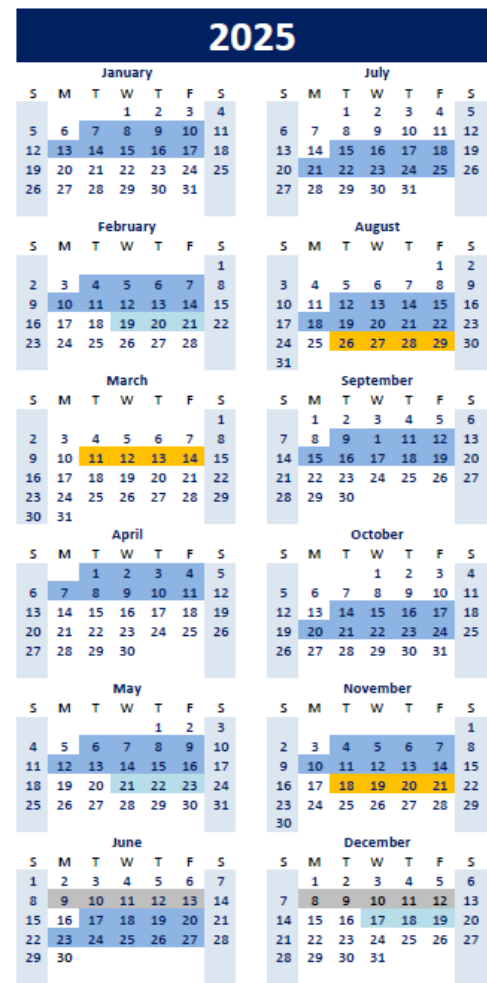 2025
January
S M T W T F S
1 2 3 4
5 6 7 8 9 10 11
12 13 14 15 16 17 18
19 20 21 22 23 24 25
26 27 28 29 30 31
February
S M T W T F S
1
2 3 4 5 6 7 8
9 10 11 12 13 14 15
16 17 18 19 20 21 22
23 24 25 26 27 28
March
S M T W T F S
1
2 3 4 5 6 7 8
9 10 11 12 13 14 15
16 17 18 19 20 21 22
23 24 25 26 27 28 29
30 31
April
S M T W T F S
1 2 3 4 5
6 7 8 9 10 11 12
13 14 15 16 17 18 19
20 21 22 23 24 25 26
27 28 29 30
May
S M T W T F S
1 2 3
4 5 6 7 8 9 10
11 12 13 14 15 16 17
18 19 20 21 22 23 24
25 26 27 28 29 30 31
June
S M T W T F S
1 2 3 4 5 6 7
8 9 10 11 12 13 14
15 16 17 18 19 20 21
22 23 24 25 26 27 28
29 30
July
S M T W T F S
1 2 3 4 5
6 7 8 9 10 11 12
13 14 15 16 17 18 19
20 21 22 23 24 25 26
27 28 29 30 31
August
S M T W T F S
1 2
3 4 5 6 7 8 9
10 11 12 13 14 15 16
17 18 19 20 21 22 23
24 25 26 27 28 29 30
31
September
S M T W T F S
1 2 3 4 5 6
7 8 9 1 11 12 13
14 15 16 17 18 19 20
21 22 23 24 25 26 27
28 29 30
October
S M T W T F S
1 2 3 4
5 6 7 8 9 10 11
12 13 14 15 16 17 18
19 20 21 22 23 24 25
26 27 28 29 30 31
November
S M T W T F S
1
2 3 4 5 6 7 8
9 10 11 12 13 14 15
16 17 18 19 20 21 22
23 24 25 26 27 28 29
30
December
S M T W T F S
1 2 3 4 5 6
7 8 9 10 11 12 13
14 15 16 17 18 19 20
21 22 23 24 25 26 27
28 29 30 31